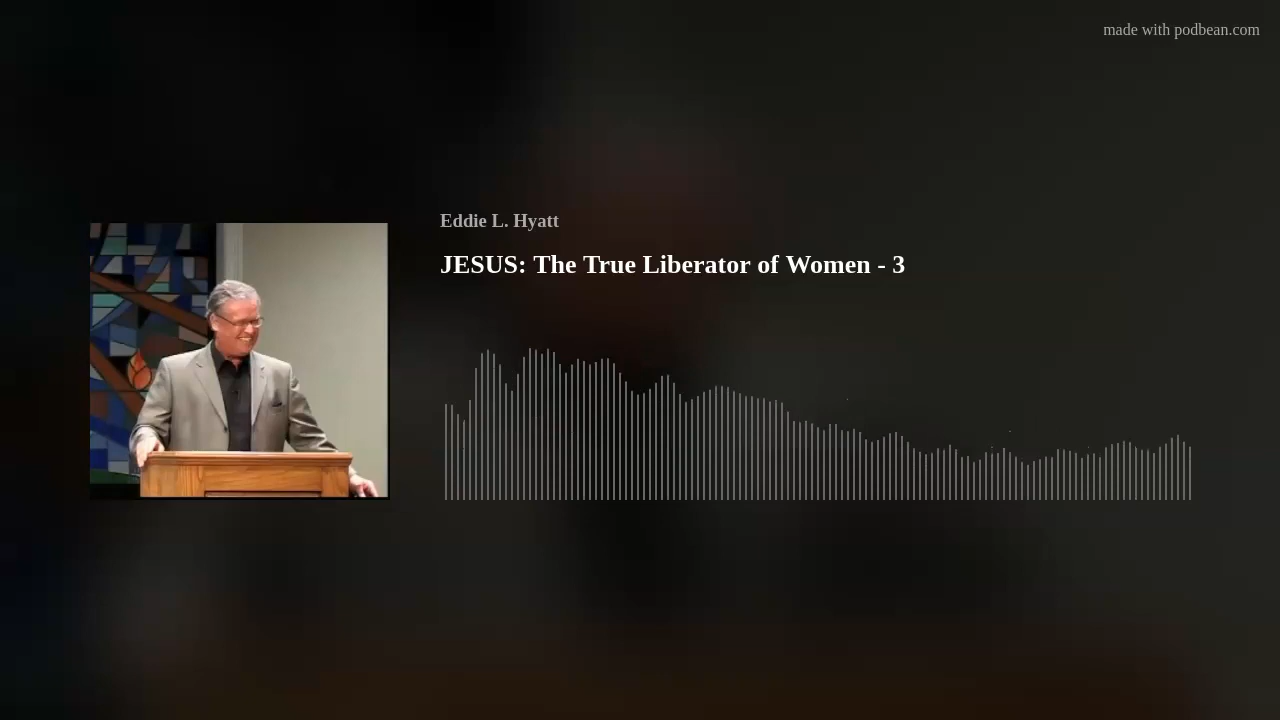 made with podbean.com
Eddie L. Hyatt
JESUS: The True Liberator of Women - 3